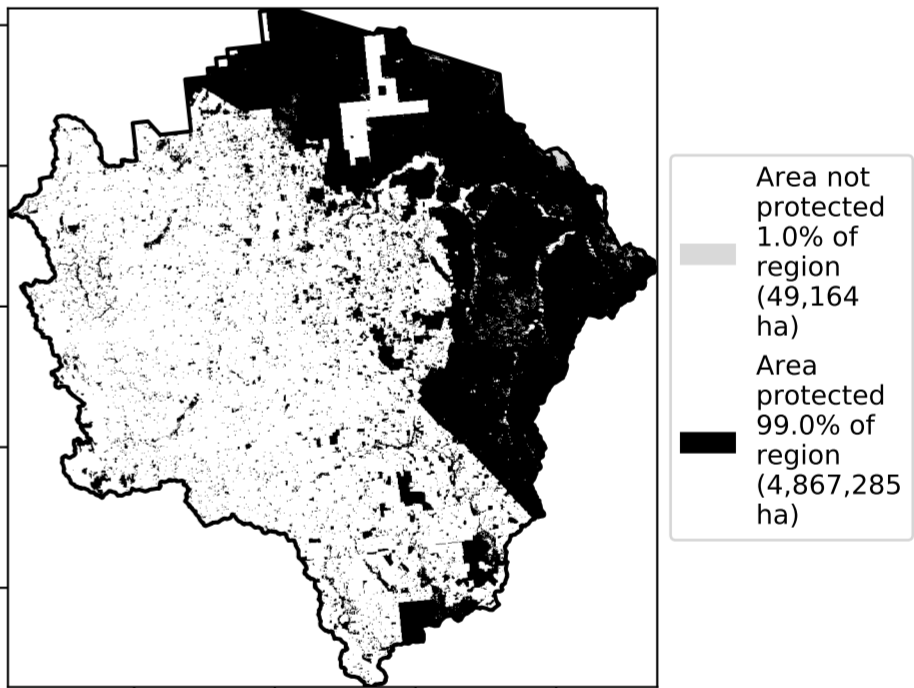 Area not
protected
1.0% of
region
(49,164
ha)
Area
protected
99.0% of
region
(4,867,285
ha)